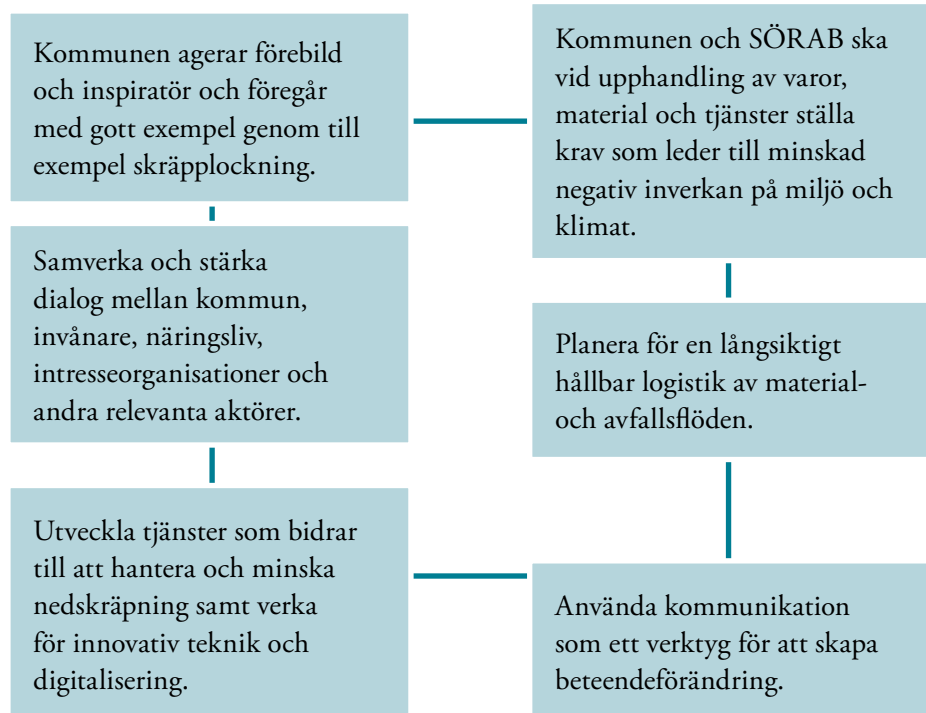 Kommunen agerar förebild
och inspiratör och föregår
med gott exempel genom till
exempel skräpplockning.
Kommunen och SÖRAB ska
vid upphandling av varor,
material och tjänster ställa
krav som leder till minskad
negativ inverkan på miljö och
klimat.
Samverka och stärka
dialog mellan kommun,
invånare, näringsliv,
intresseorganisationer och
andra relevanta aktörer.
Planera för en långsiktigt
hållbar logistik av material-
och avfallsflöden.
Utveckla tjänster som bidrar
till att hantera och minska
nedskräpning samt verka
för innovativ teknik och
digitalisering.
Använda kommunikation
som ett verktyg för att skapa
beteendeförändring.